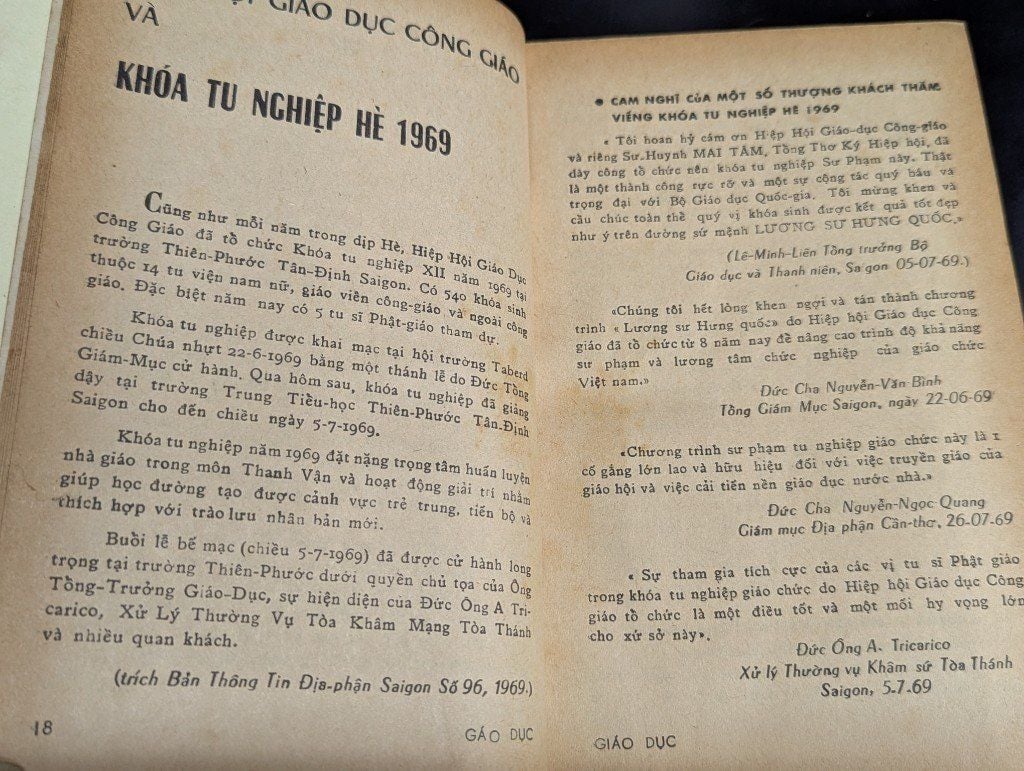 GIÁO DỤC CÔNG GIÁO
VÀ
KHÓA TU NGHIỆP HÈ 1969
Cũng như mỗi năm trong dịp Hè, Hiệp Hội Giáo Dục
Công Giáo đã tổ chức Khóa tu nghiệp XII năm 1969 tại
trường Thiên-Phước Tân-Định Saigon. Có 540 khóa sinh
thuộc 14 tu viện nam nữ, giáo viên công-giáo và ngoài công
giáo. Đặc biệt năm nay có 5 tu sĩ Phật-giáo tham dự.
Khóa tu nghiệp được khai mạc tại hội trường Taberd
chiều Chúa nhựt 22-6-1969 bằng một thánh lễ do Đức Tổng
Giám-Mục cử hành. Qua hôm sau, khóa tu nghiệp đã giảng
dậy tại trường Trung Tiểu-học Thiên-Phước Tân-Định
Saigon cho đến chiều ngày 5-7-1969.
Khóa tu nghiệp năm 1969 đặt nặng trọng tâm huấn luyện
nhà giáo trong môn Thanh Vận và hoạt động giải trí nhằm
giúp học đường tạo được cảnh vực trẻ trung, tiến bộ và
thích hợp với trào lưu nhân bản mới.
Buổi lễ bế mạc (chiều 5-7-1969) đã được cử hành long
trọng tại trường Thiên-Phước dưới quyền chủ tọa của Ông
Tổng-Trưởng Giáo-Dục, sự hiện diện của Đức Ông A Tri-
carico, Xử Lý Thường Vụ Tòa Khâm Mạng Tòa Thánh
và nhiều quan khách.
(trích Bản Thông Tin Địa-phận Saigon Số 96, 1969.)
18
GÁO DỤC
• CẢM NGHĨ CỦA MỘT SỐ THƯỢNG KHÁCH THĂM
VIẾNG KHÓA TU NGHIỆP HÈ 1969
« Tôi hoan hỷ cám ơn Hiệp Hội Giáo-dục Công-giáo
và riêng Sư-Huynh MAI TÂM, Tổng Thơ Ký Hiệp hội, đã
dày công tổ chức nên khóa tu nghiệp Sư Phạm này. Thật
là một thành công rực rỡ và một sự cộng tác quý báu và
trọng đại với Bộ Giáo dục Quốc-gia. Tôi mừng khen và
cầu chúc toàn thể quý vị khóa sinh được kết quả tốt đẹp
như ý trên đường sứ mệnh LƯƠNG SƯ HƯNG QUỐC.»
(Lê-Minh-Liên Tổng trưởng Bộ
Giáo dục và Thanh niên, Saigon 05-07-69.)
«Chúng tôi hết lòng khen ngợi và tán thành chương
trình « Lương sư Hưng quốc» do Hiệp hội Giáo dục Công
giáo đã tổ chức từ 8 năm nay để nâng cao trình độ khả năng
sư phạm và lương tâm chức nghiệp của giáo chức
Việt nam.»
Đức Cha Nguyễn-Văn Bình
Tổng Giám Mục Saigon, ngày 22-06-69
«Chương trình sư phạm tu nghiệp giáo chức này là 1
cố gắng lớn lao và hữu hiệu đối với việc truyền giáo của
giáo hội và việc cải tiến nền giáo dục nước nhà.»
Đức Cha Nguyễn-Ngọc Quang
Giám mục Địa phận Cần-thơ, 26-07-69
« Sự tham gia tích cực của các vị tu sĩ Phật giáo
trong khóa tu nghiệp giáo chức do Hiệp hội Giáo dục Công
giáo tổ chức là một điều tốt và một mối hy vọng lớn
cho xứ sở này».
Đức Ông A. Tricarico
Xử lý Thường vụ Khâm sứ Tòa Thánh
Saigon, 5-7-69
GIÁO DỤC